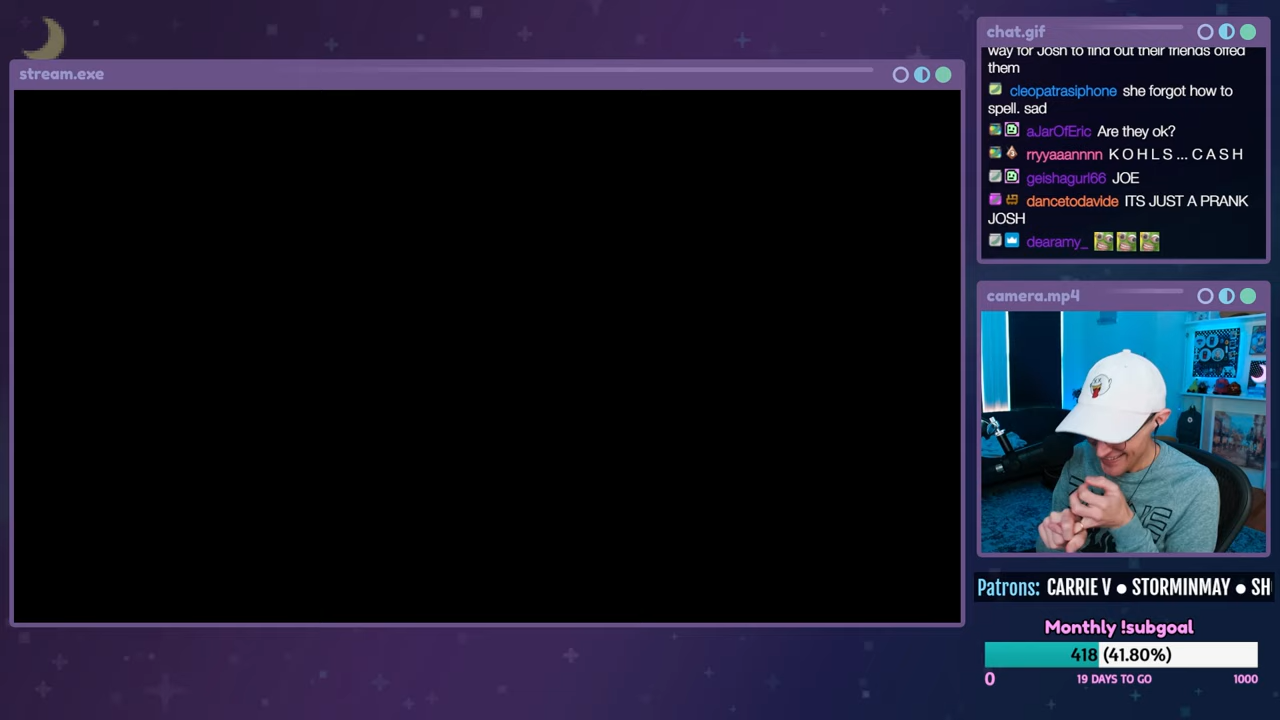 stream.exe
chat.gif
way for Josh to find out their friends offed
them
cleopatrasiphone she forgot how to
spell. sad
aJarOfEric Are they ok?
rryyaaannnn K O H L S ... C A S H
geishagurl66 JOE
dancetodavide ITS JUST A PRANK
JOSH
dearamy_
camera.mp4
Patrons: CARRIE V ● STORMINMAY ● SH
Monthly !subgoal
418 (41.80%)
0 19 DAYS TO GO 1000